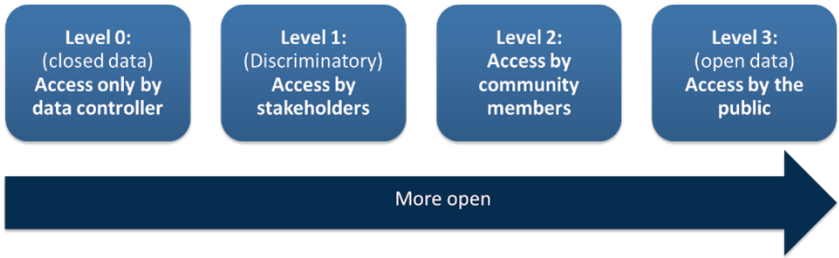 Level 0:
(closed data)
Access only by
data controller
Level 1:
(Discriminatory)
Access by
stakeholders
Level 2:
Access by
community
members
Level 3:
(open data)
Access by the
public
More open